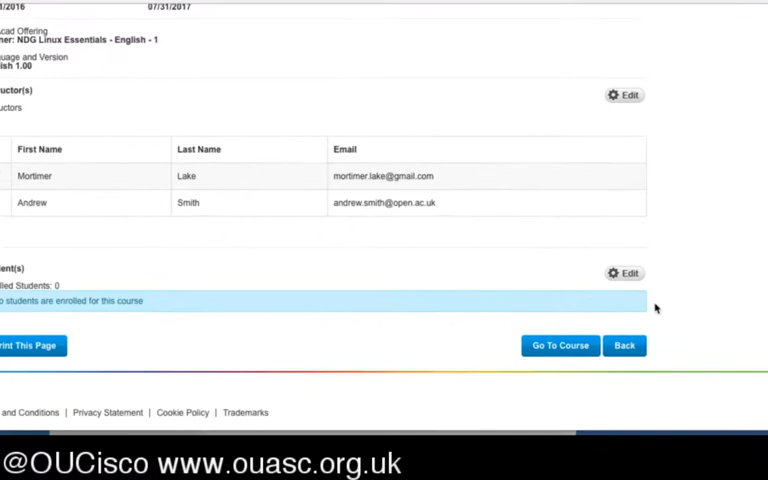 1/2016 07/31/2017
cad Offering
ner: NDG Linux Essentials - English - 1
uage and Version
ish 1.00
uctor(s)
Edit
uctors
First Name Last Name Email
Mortimer Lake mortimer.lake@gmail.com
Andrew Smith andrew.smith@open.ac.uk
ent(s)
Edit
lled Students: 0
o students are enrolled for this course
rint This Page Go To Course Back
and Conditions | Privacy Statement | Cookie Policy | Trademarks
@OUCisco www.ouasc.org.uk